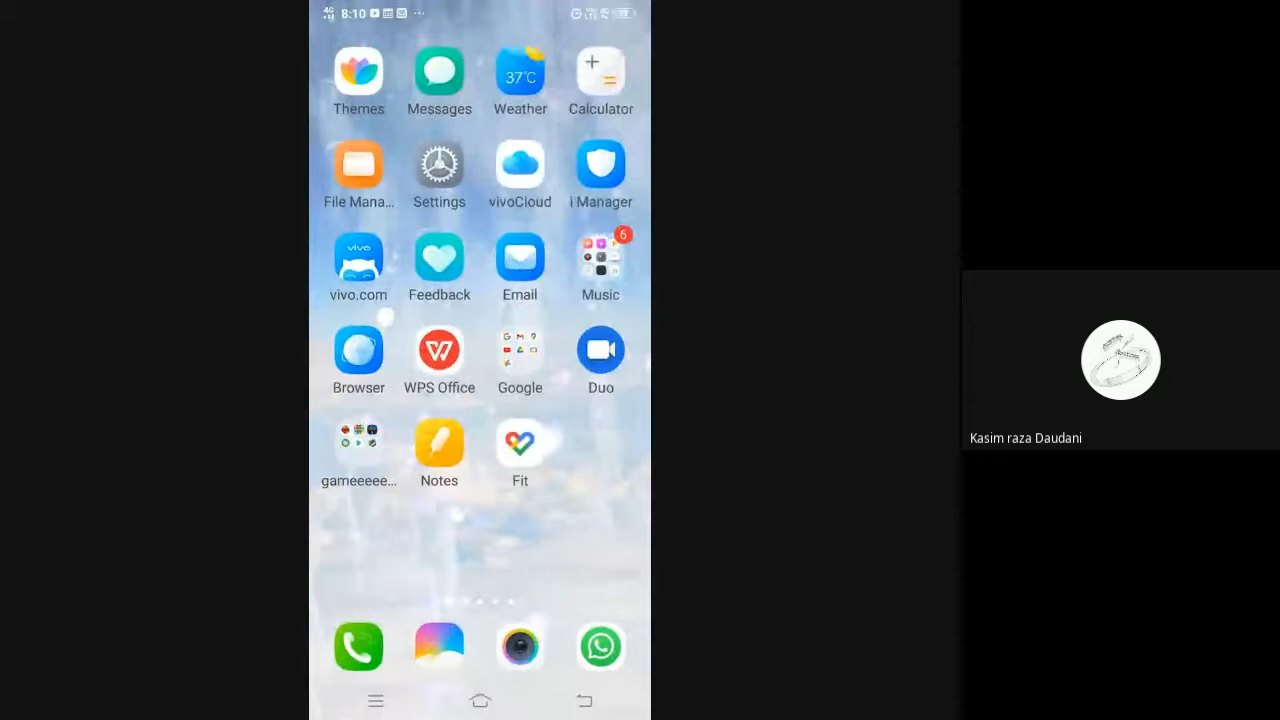 8:10
Themes
Messages
37°C
Weather
Calculator
File Mana...
Settings
vivoCloud
i Manager
vivo
vivo.com
Feedback
Email
6
Music
Browser
WPS Office
Google
Duo
gameeeee...
Notes
Fit
Kasim raza Daudani